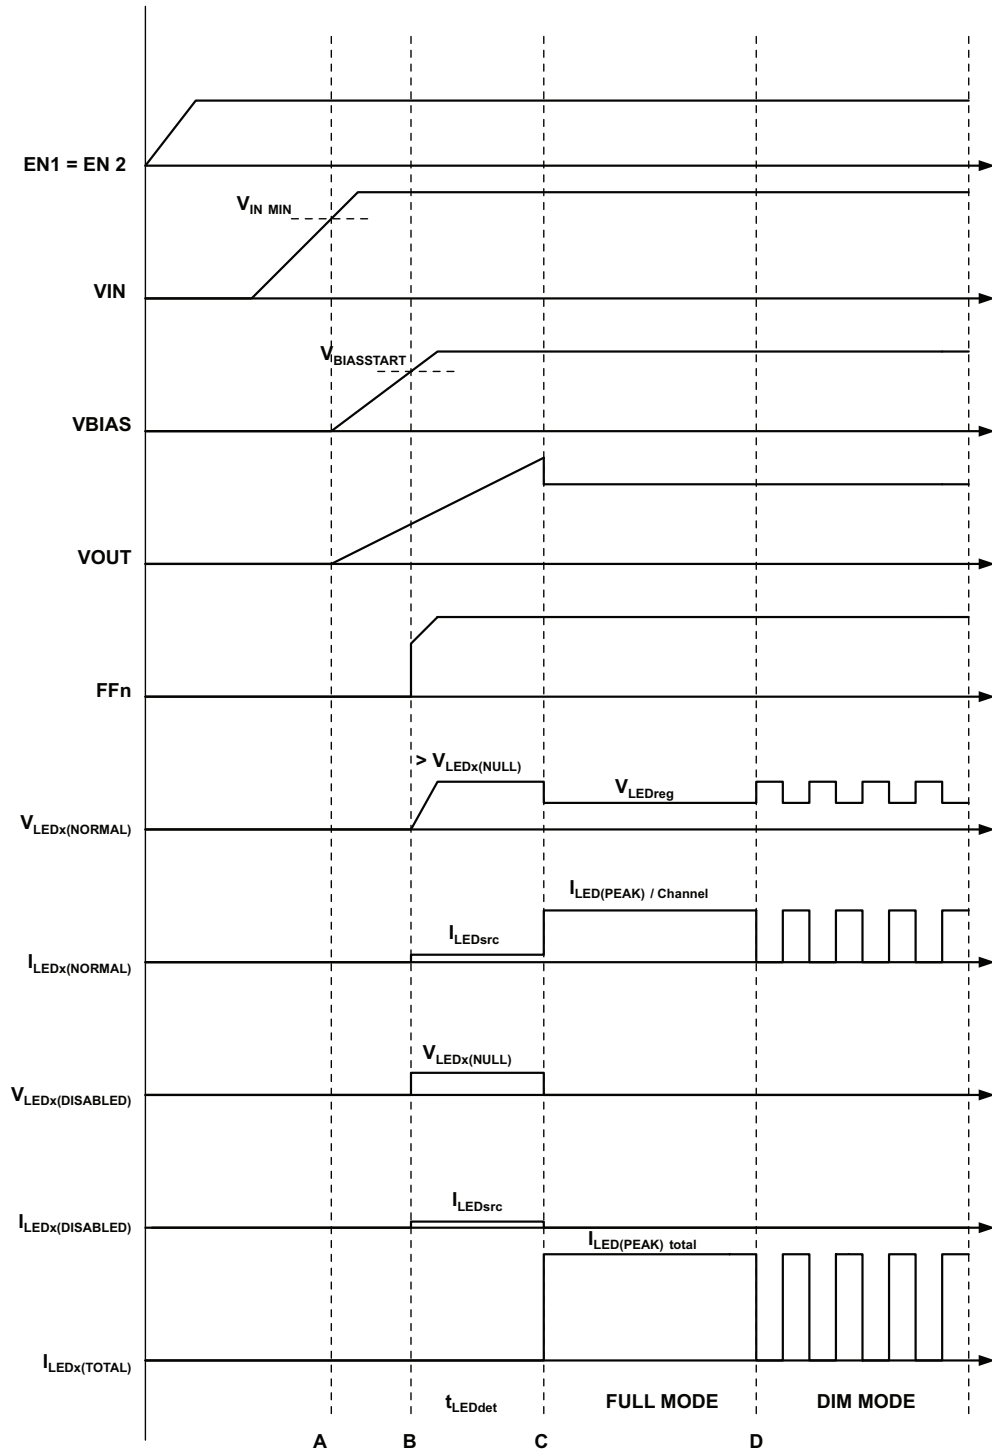 EN1 = EN 2
V_IN MIN
VIN
V_BIASSTART
VBIAS
VOUT
FFn
> V_LEDx(NULL)
V_LEDreg
V_LEDx(NORMAL)
I_LED(PEAK) / Channel
I_LEDsrc
I_LEDx(NORMAL)
V_LEDx(NULL)
V_LEDx(DISABLED)
I_LEDsrc
I_LEDx(DISABLED)
I_LED(PEAK) total
I_LEDx(TOTAL)
t_LEDdet FULL MODE DIM MODE
A B C D